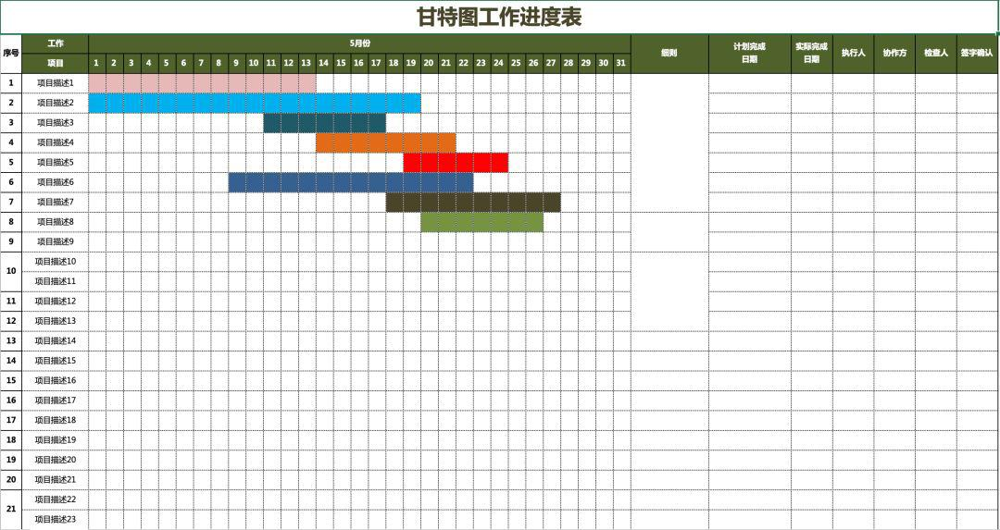 甘特图工作进度表
序号 工作 5月份 细则 计划完成 实际完成 执行人 协作方 检查人 签字确认
项目 1 2 3 4 5 6 7 8 9 10 11 12 13 14 15 16 17 18 19 20 21 22 23 24 25 26 27 28 29 30 31 日期 日期
1 项目描述1
2 项目描述2
3 项目描述3
4 项目描述4
5 项目描述5
6 项目描述6
7 项目描述7
8 项目描述8
9 项目描述9
10 项目描述10
项目描述11
11 项目描述12
12 项目描述13
13 项目描述14
14 项目描述15
15 项目描述16
16 项目描述17
17 项目描述18
18 项目描述19
19 项目描述20
20 项目描述21
21 项目描述22
项目描述23